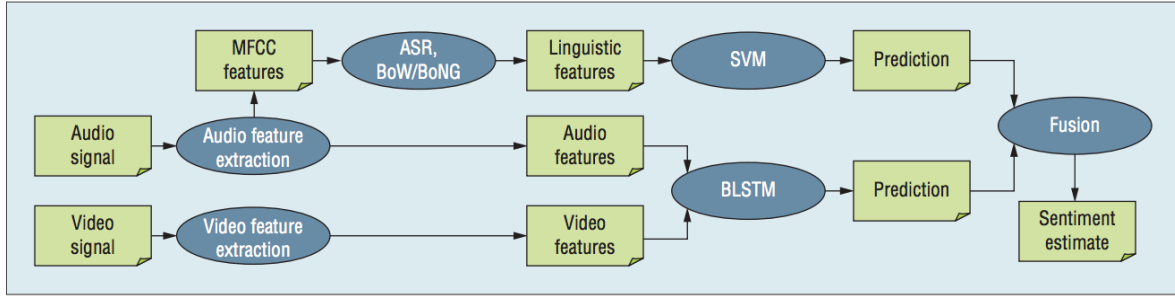 MFCC
features
ASR,
BoW/BoNG
Linguistic
features
SVM
Prediction
Audio
signal
Audio feature
extraction
Audio
features
Fusion
BLSTM
Prediction
Video
signal
Video feature
extraction
Video
features
Sentiment
estimate